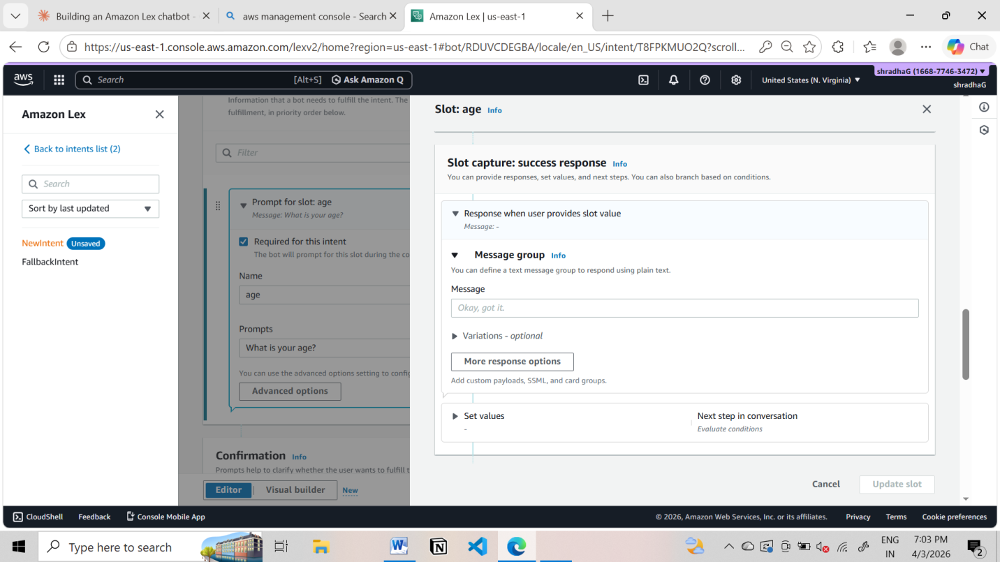 Building an Amazon Lex chatbot -
aws management console - Search
Amazon Lex | us-east-1
https://us-east-1.console.aws.amazon.com/lexv2/home?region=us-east-1#bot/RDUVCDEGBA/locale/en_US/intent/T8FPKMUO2Q?scroll...
Chat
aws
Search
[Alt+S]
Ask Amazon Q
United States (N. Virginia) ▼
shradhaG (1668-7746-3472) ▼
shradhaG
Amazon Lex
Back to intents list (2)
Search
Sort by last updated
NewIntent Unsaved
FallbackIntent
Information that a bot needs to fulfill the intent. The
fulfillment, in priority order below.
Filter
Prompt for slot: age
Message: What is your age?
Required for this intent
The bot will prompt for this slot during the co
Name
age
Prompts
What is your age?
You can use the advanced options setting to config
Advanced options
Confirmation Info
Prompts help to clarify whether the user wants to fulfill t
Editor
Visual builder
New
Slot: age Info
Slot capture: success response Info
You can provide responses, set values, and next steps. You can also branch based on conditions.
Response when user provides slot value
Message: -
Message group Info
You can define a text message group to respond using plain text.
Message
Okay, got it.
Variations - optional
More response options
Add custom payloads, SSML, and card groups.
Set values
-
Next step in conversation
Evaluate conditions
Cancel
Update slot
CloudShell
Feedback
Console Mobile App
© 2026, Amazon Web Services, Inc. or its affiliates.
Privacy
Terms
Cookie preferences
Type here to search
ENG
IN
7:03 PM
4/3/2026
2